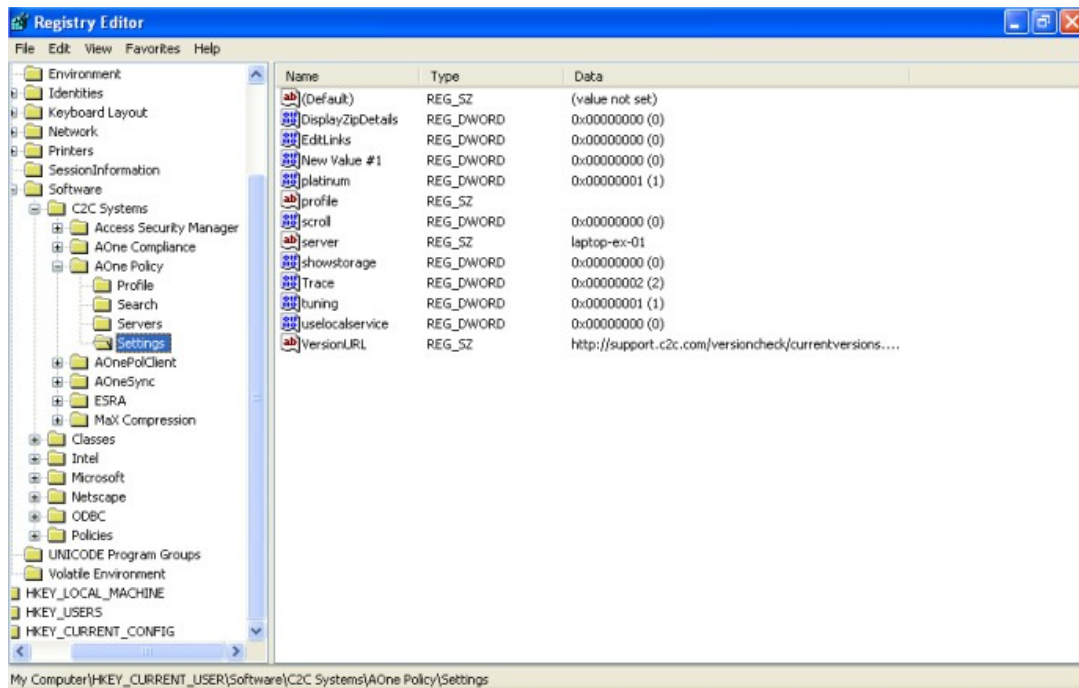 Registry Editor
File Edit View Favorites Help
Environment
Identities
Keyboard Layout
Network
Printers
SessionInformation
Software
C2C Systems
Access Security Manager
AOne Compliance
AOne Policy
Profile
Search
Servers
Settings
AOnePolClient
AOneSync
ESRA
MaX Compression
Classes
Intel
Microsoft
Netscape
ODBC
Policies
UNICODE Program Groups
Volatile Environment
HKEY_LOCAL_MACHINE
HKEY_USERS
HKEY_CURRENT_CONFIG
Name Type Data
(Default) REG_SZ (value not set)
DisplayZipDetails REG_DWORD 0x00000000 (0)
EditLinks REG_DWORD 0x00000000 (0)
New Value #1 REG_DWORD 0x00000000 (0)
platinum REG_DWORD 0x00000001 (1)
profile REG_SZ
scroll REG_DWORD 0x00000000 (0)
server REG_SZ laptop-ex-01
showstorage REG_DWORD 0x00000000 (0)
Trace REG_DWORD 0x00000002 (2)
tuning REG_DWORD 0x00000001 (1)
uselocalservice REG_DWORD 0x00000000 (0)
VersionURL REG_SZ http://support.c2c.com/versioncheck/currentversions....
My Computer\HKEY_CURRENT_USER\Software\C2C Systems\AOne Policy\Settings